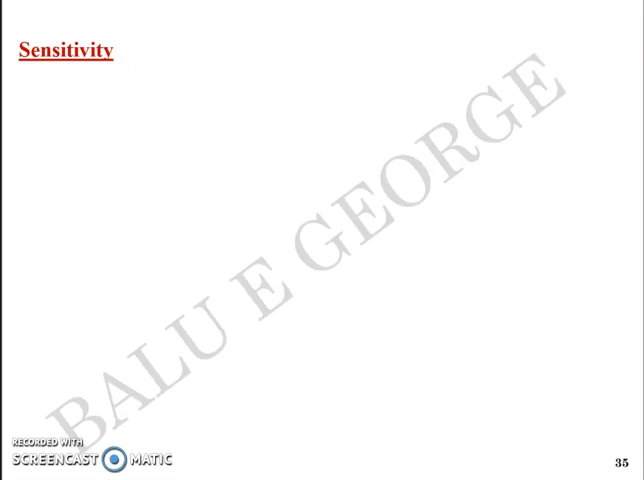 Sensitivity
BALU E GEORGE
RECORDED WITH
SCREENCAST MATIC
35